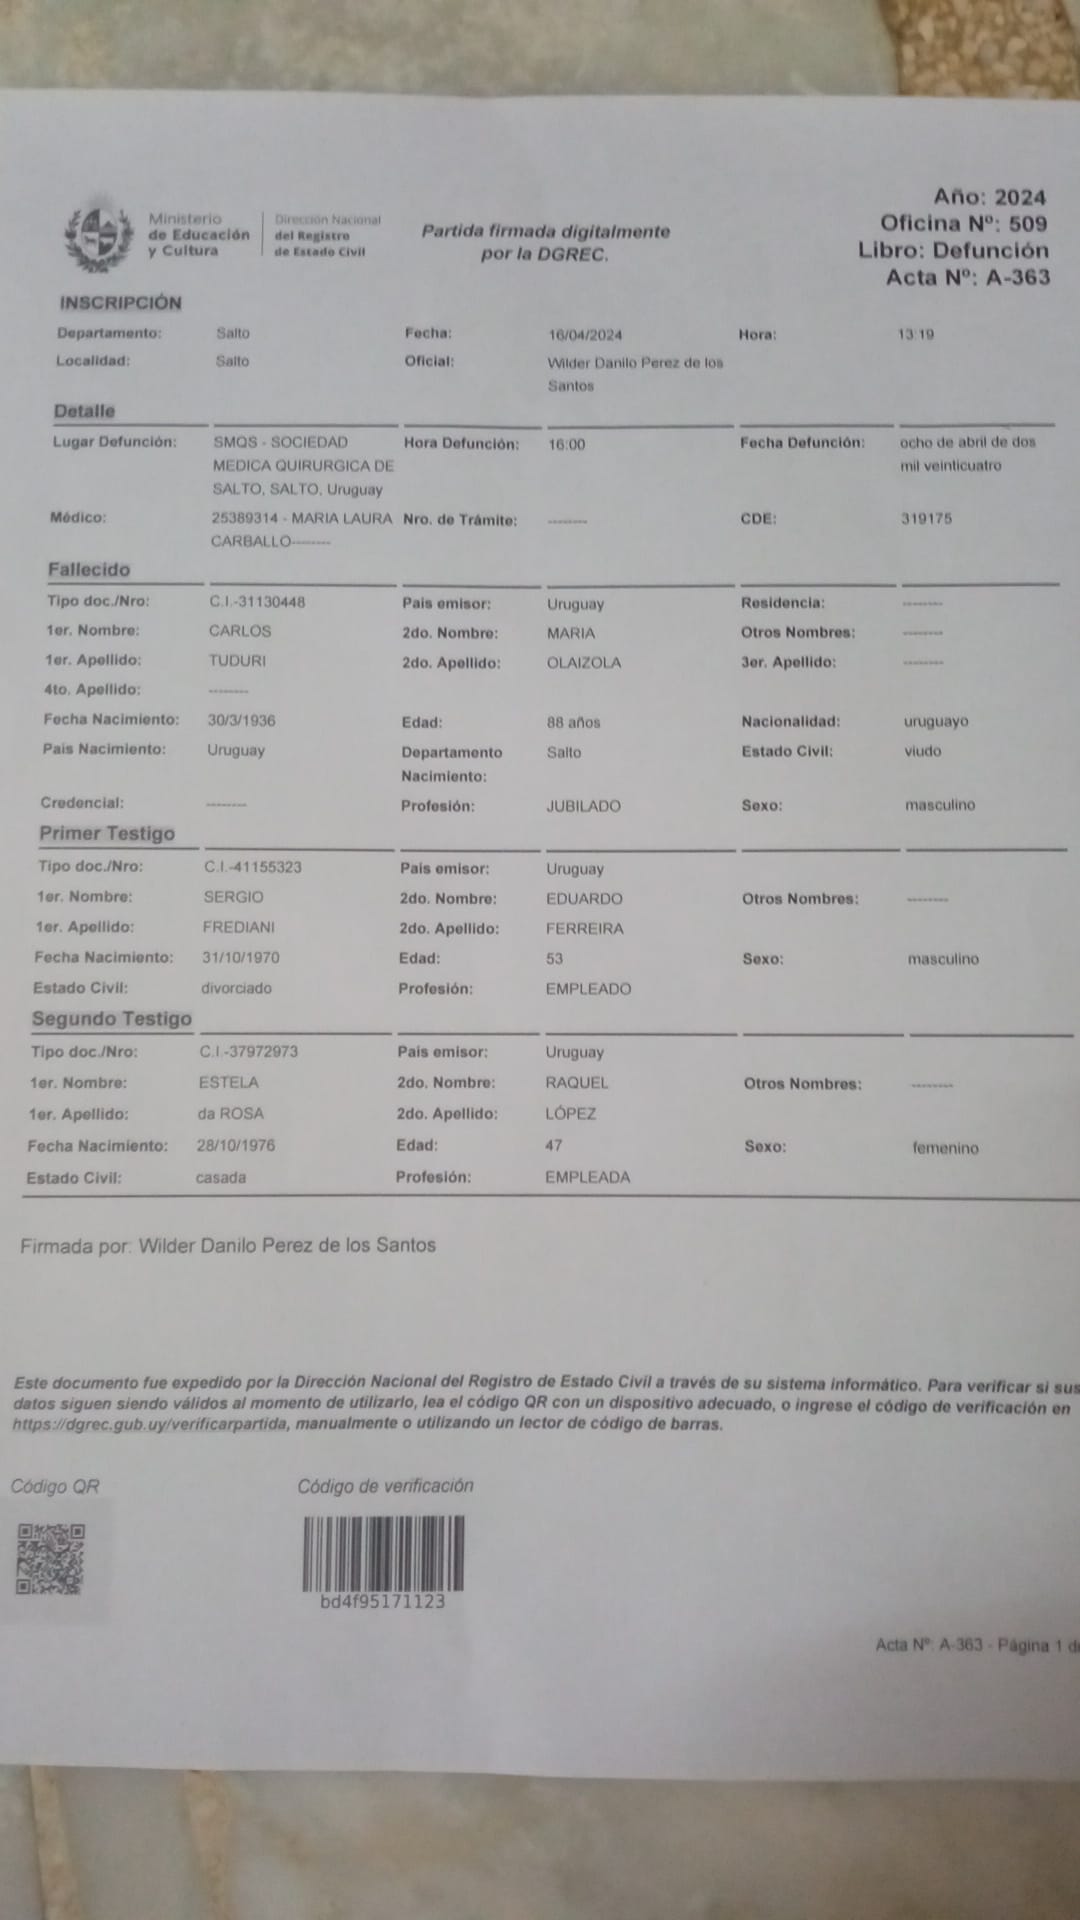 Ministerio
de Educación
y Cultura
Dirección Nacional
del Registro
de Estado Civil
Partida firmada digitalmente
por la DGREC.
Año: 2024
Oficina Nº: 509
Libro: Defunción
Acta Nº: A-363
INSCRIPCIÓN
Departamento: Salto Fecha: 16/04/2024 Hora: 13:19
Localidad: Salto Oficial: Wilder Danilo Perez de los
Santos
Detalle
Lugar Defunción: SMQS - SOCIEDAD Hora Defunción: 16:00 Fecha Defunción: ocho de abril de dos
MEDICA QUIRURGICA DE mil veinticuatro
SALTO, SALTO, Uruguay
Médico: 25389314 - MARIA LAURA Nro. de Trámite: -------- CDE: 319175
CARBALLO--------
Fallecido
Tipo doc./Nro: C.I.-31130448 Pais emisor: Uruguay Residencia: --------
1er. Nombre: CARLOS 2do. Nombre: MARIA Otros Nombres: --------
1er. Apellido: TUDURI 2do. Apellido: OLAIZOLA 3er. Apellido: --------
4to. Apellido: --------
Fecha Nacimiento: 30/3/1936 Edad: 88 años Nacionalidad: uruguayo
Pais Nacimiento: Uruguay Departamento Salto Estado Civil: viudo
Nacimiento:
Credencial: -------- Profesión: JUBILADO Sexo: masculino
Primer Testigo
Tipo doc./Nro: C.I.-41155323 Pais emisor: Uruguay
1er. Nombre: SERGIO 2do. Nombre: EDUARDO Otros Nombres: --------
1er. Apellido: FREDIANI 2do. Apellido: FERREIRA
Fecha Nacimiento: 31/10/1970 Edad: 53 Sexo: masculino
Estado Civil: divorciado Profesión: EMPLEADO
Segundo Testigo
Tipo doc./Nro: C.I.-37972973 Pais emisor: Uruguay
1er. Nombre: ESTELA 2do. Nombre: RAQUEL Otros Nombres: --------
1er. Apellido: da ROSA 2do. Apellido: LÓPEZ
Fecha Nacimiento: 28/10/1976 Edad: 47 Sexo: femenino
Estado Civil: casada Profesión: EMPLEADA
Firmada por: Wilder Danilo Perez de los Santos
Este documento fue expedido por la Dirección Nacional del Registro de Estado Civil a través de su sistema informático. Para verificar si sus
datos siguen siendo válidos al momento de utilizarlo, lea el código QR con un dispositivo adecuado, o ingrese el código de verificación en
https://dgrec.gub.uy/verificarpartida, manualmente o utilizando un lector de código de barras.
Código QR
Código de verificación
bd4f95171123
Acta Nº: A-363 - Página 1